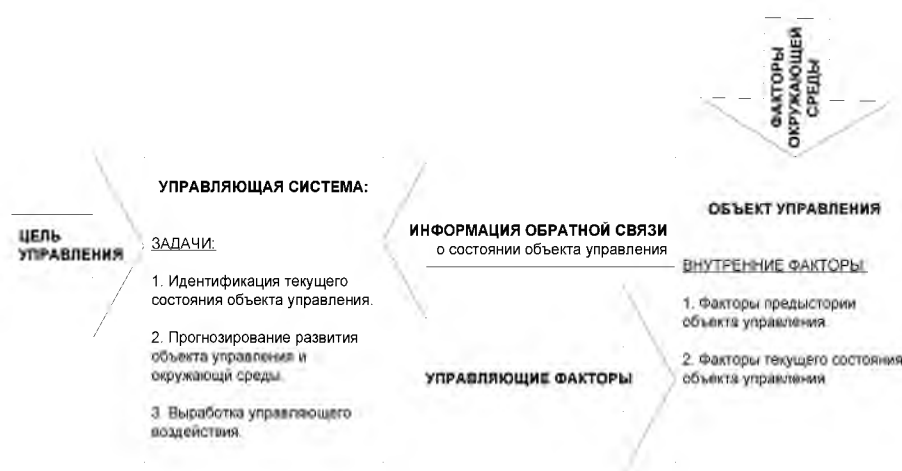 ФАКТОРЫ
ОКРУЖАЮЩЕЙ
СРЕДЫ
ЦЕЛЬ
УПРАВЛЕНИЯ
УПРАВЛЯЮЩАЯ СИСТЕМА:
ЗАДАЧИ:
1. Идентификация текущего
состояния объекта управления.
2. Прогнозирование развития
объекта управления и
окружающй среды.
3. Выработка управляющего
воздействия.
ИНФОРМАЦИЯ ОБРАТНОЙ СВЯЗИ
о состоянии объекта управления
УПРАВЛЯЮЩИЕ ФАКТОРЫ
ОБЪЕКТ УПРАВЛЕНИЯ
ВНУТРЕННИЕ ФАКТОРЫ:
1. Факторы предыстории
объекта управления
2. Факторы текущего состояния
объекта управления